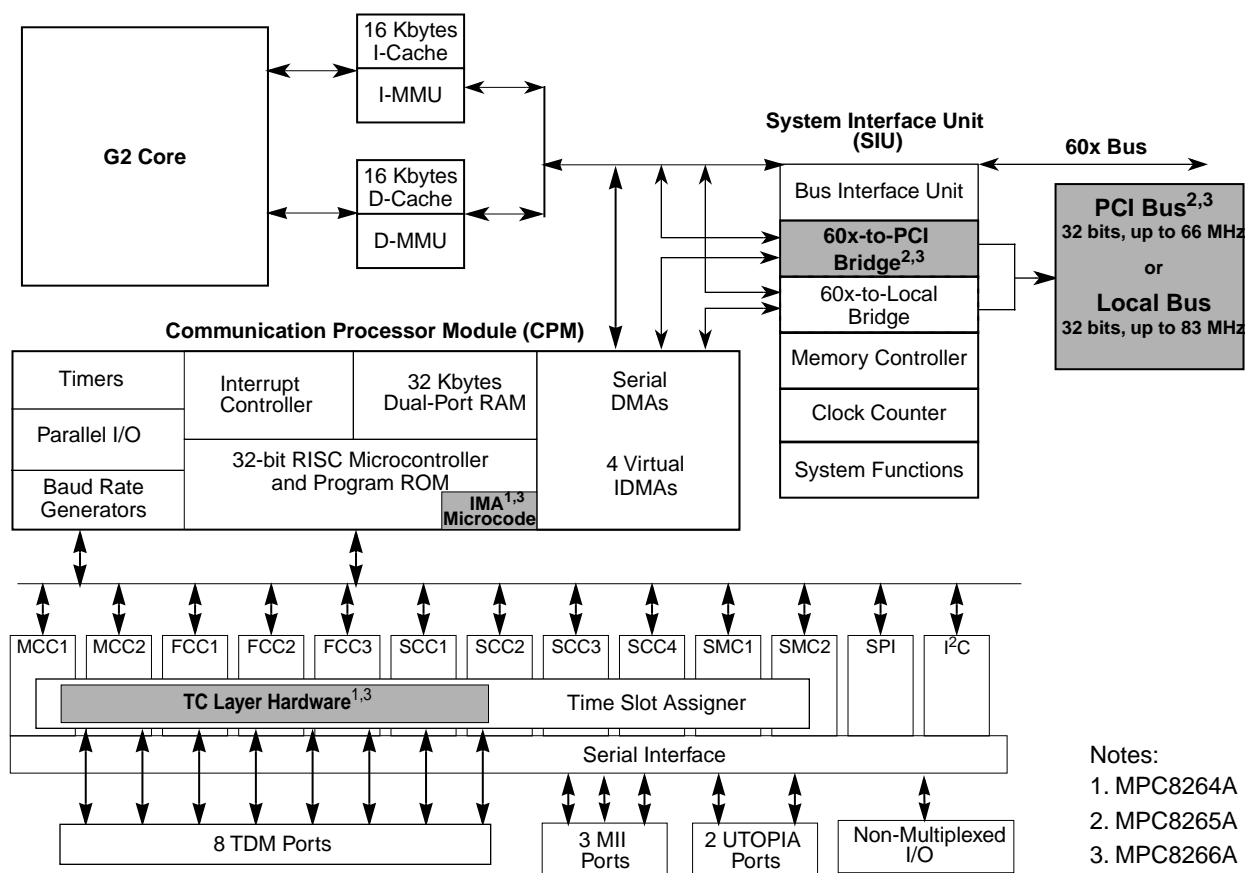 16 Kbytes
I-Cache
I-MMU
G2 Core
16 Kbytes
D-Cache
D-MMU
System Interface Unit
(SIU)
60x Bus
Bus Interface Unit
60x-to-PCI
Bridge2,3
60x-to-Local
Bridge
Memory Controller
Clock Counter
System Functions
PCI Bus2,3
32 bits, up to 66 MHz
or
Local Bus
32 bits, up to 83 MHz
Communication Processor Module (CPM)
Timers
Parallel I/O
Baud Rate
Generators
Interrupt
Controller
32 Kbytes
Dual-Port RAM
32-bit RISC Microcontroller
and Program ROM
IMA1,3
Microcode
Serial
DMAs
4 Virtual
IDMAs
MCC1 MCC2 FCC1 FCC2 FCC3 SCC1 SCC2 SCC3 SCC4 SMC1 SMC2 SPI I2C
TC Layer Hardware1,3 Time Slot Assigner
Serial Interface
8 TDM Ports
3 MII
Ports
2 UTOPIA
Ports
Non-Multiplexed
I/O
Notes:
1. MPC8264A
2. MPC8265A
3. MPC8266A